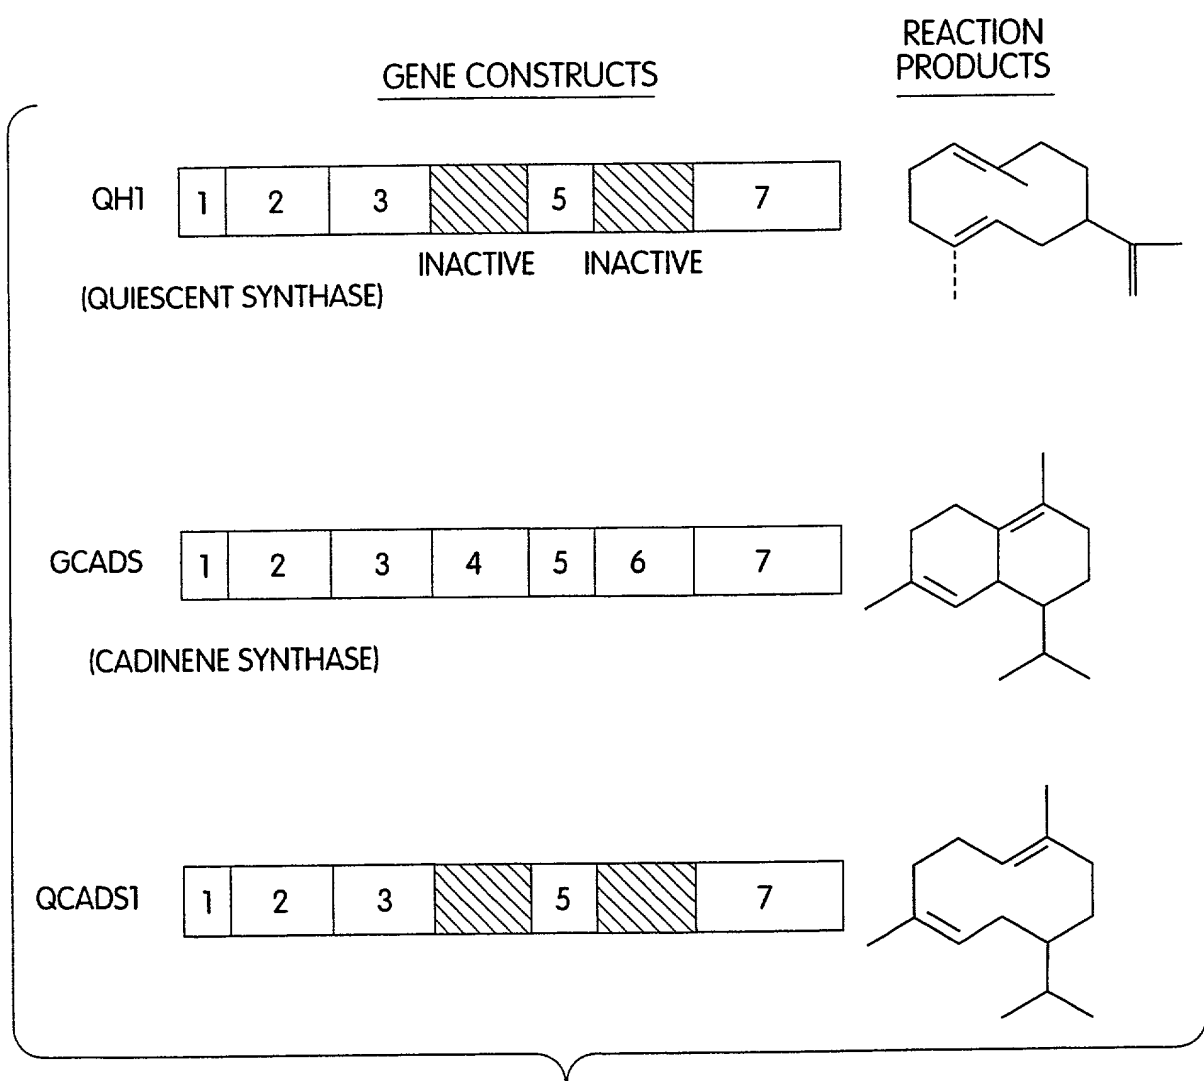 GENE CONSTRUCTS
REACTION
PRODUCTS
QH1
1 2 3 5 7
INACTIVE INACTIVE
(QUIESCENT SYNTHASE)
GCADS
1 2 3 4 5 6 7
(CADINENE SYNTHASE)
QCADS1
1 2 3 5 7